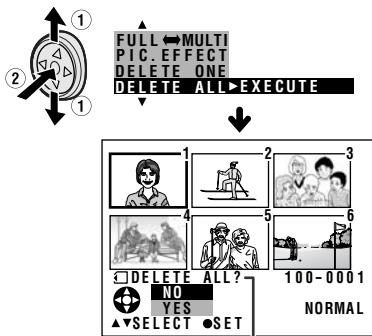 ①
FULL ⬌ MULTI
PIC. EFFECT
DELETE ONE
② DELETE ALL▶EXECUTE
①
1 2 3
4 5 6
DELETE ALL? 100-0001
NO
YES NORMAL
▲▼SELECT ●SET